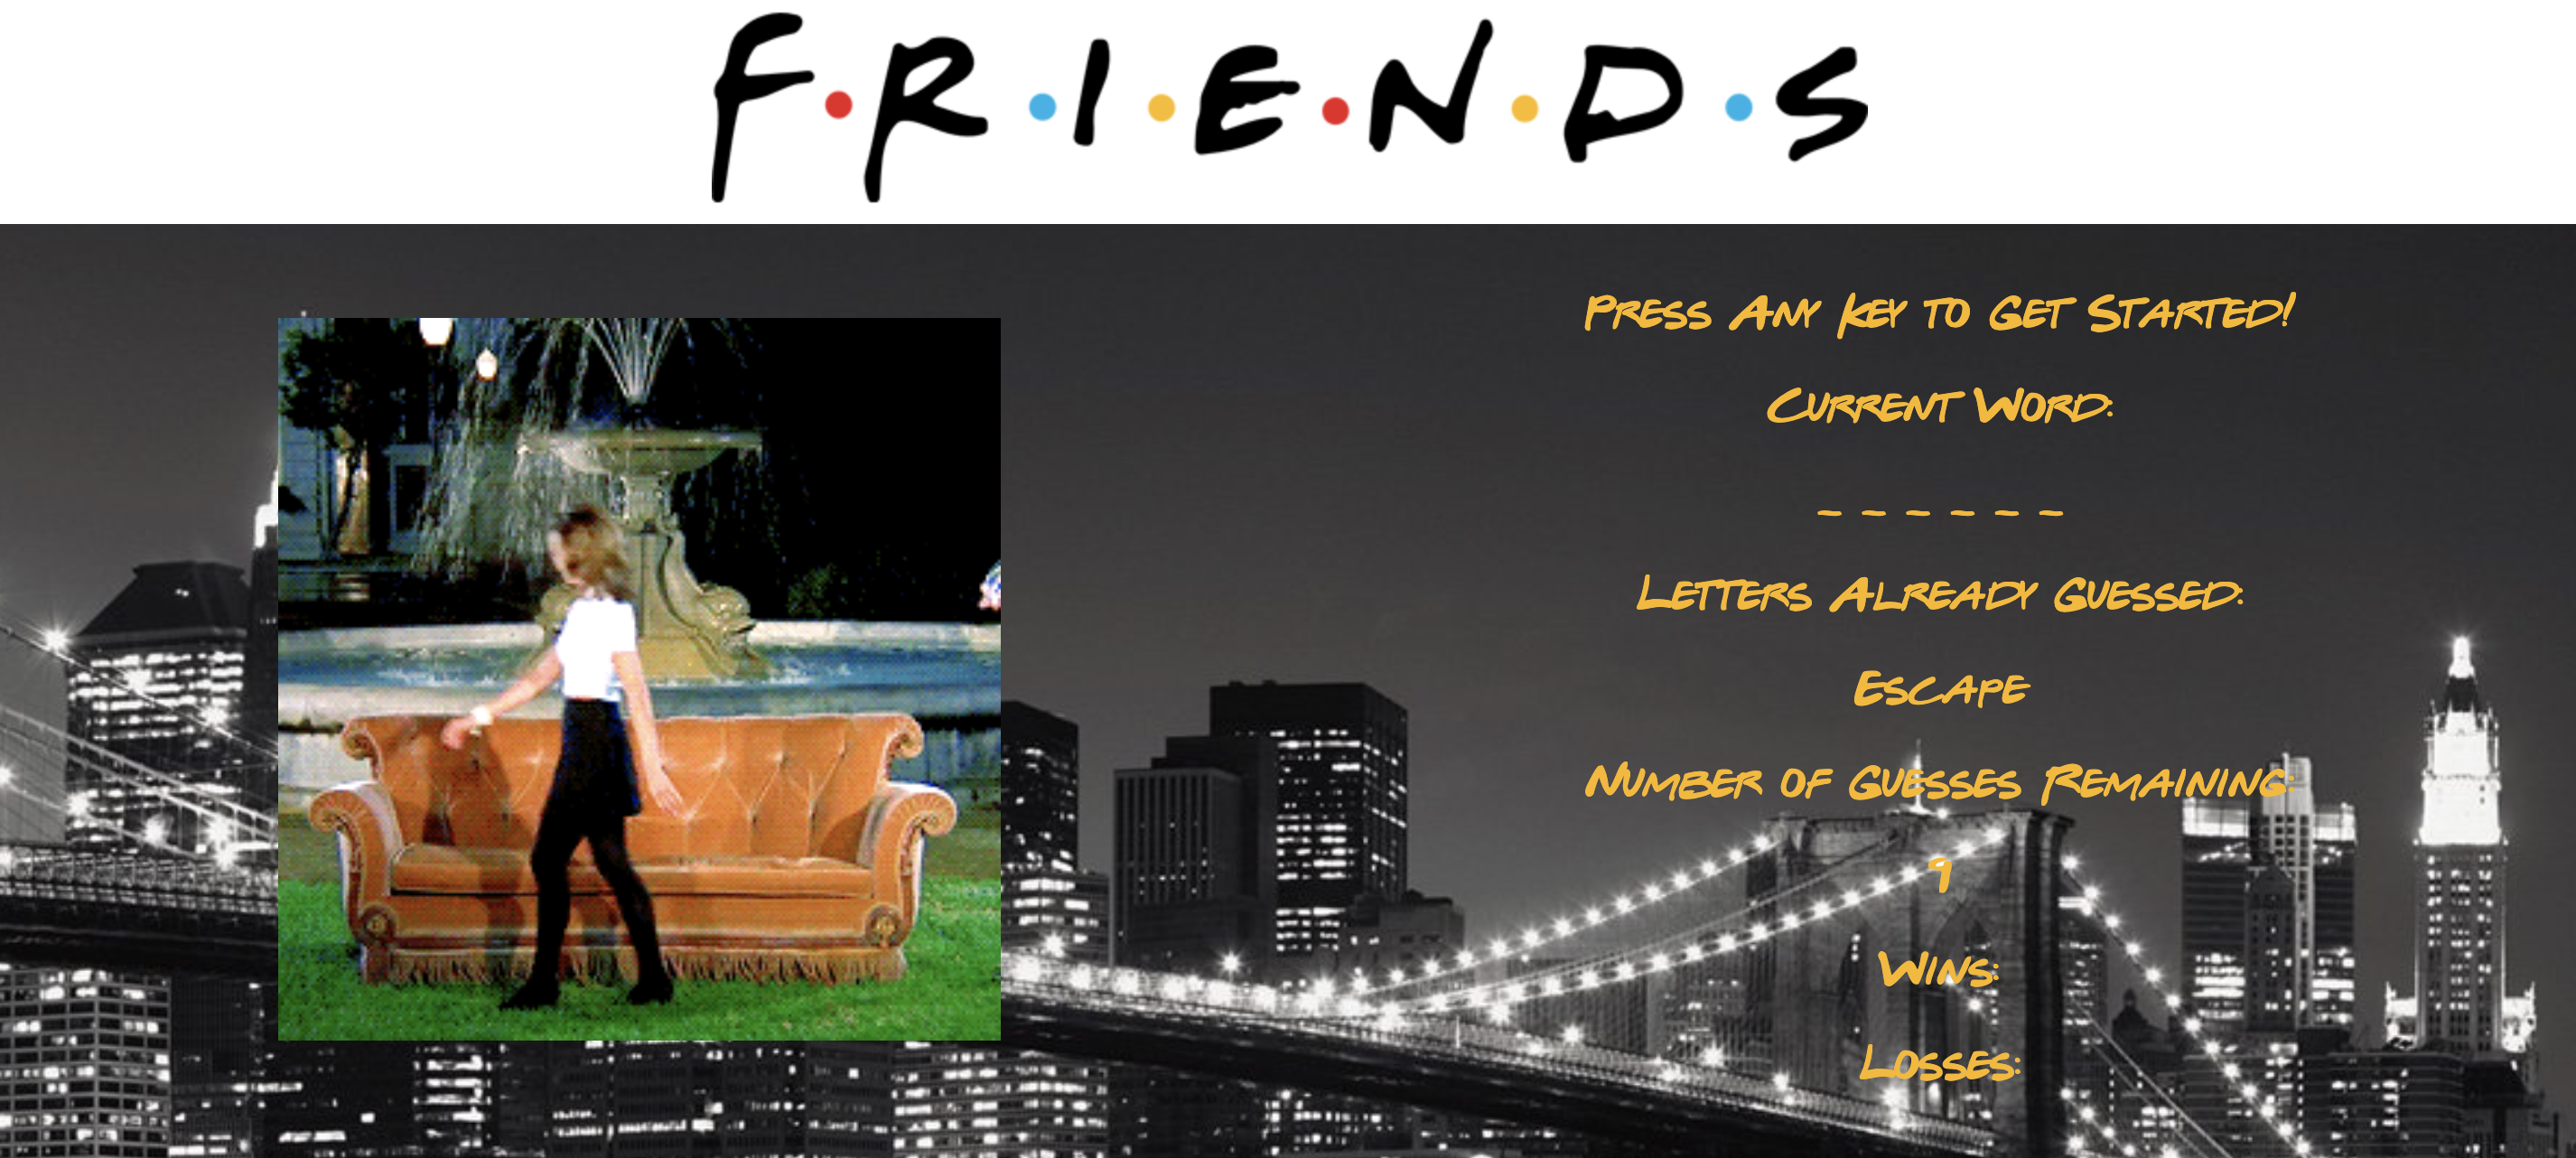 F•R•I•E•N•D•S
Press Any Key to Get Started!
Current Word:
_ _ _ _ _ _
Letters Already Guessed:
Escape
Number of Guesses Remaining:
9
Wins:
Losses: